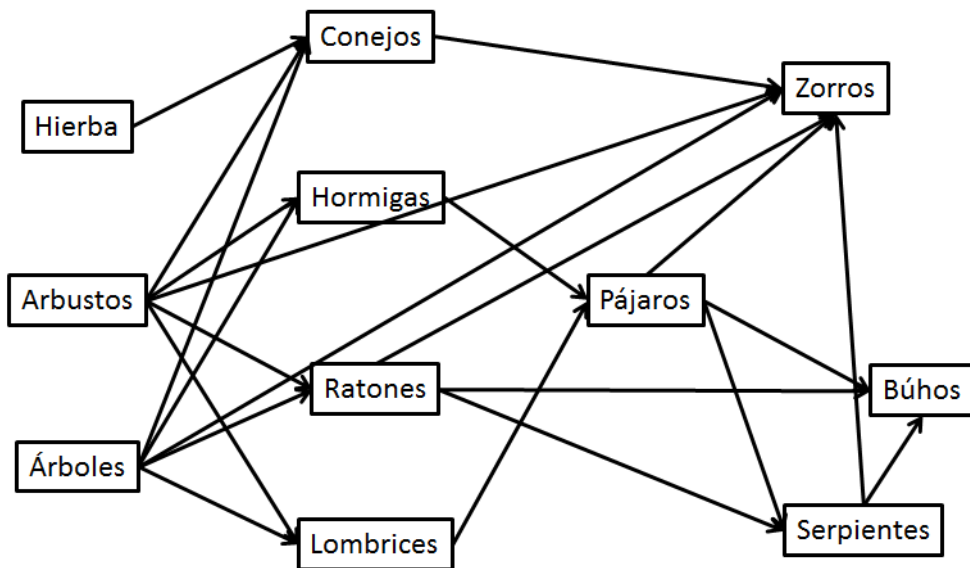 Conejos
Zorros
Hierba
Hormigas
Arbustos
Pájaros
Ratones
Búhos
Árboles
Lombrices
Serpientes